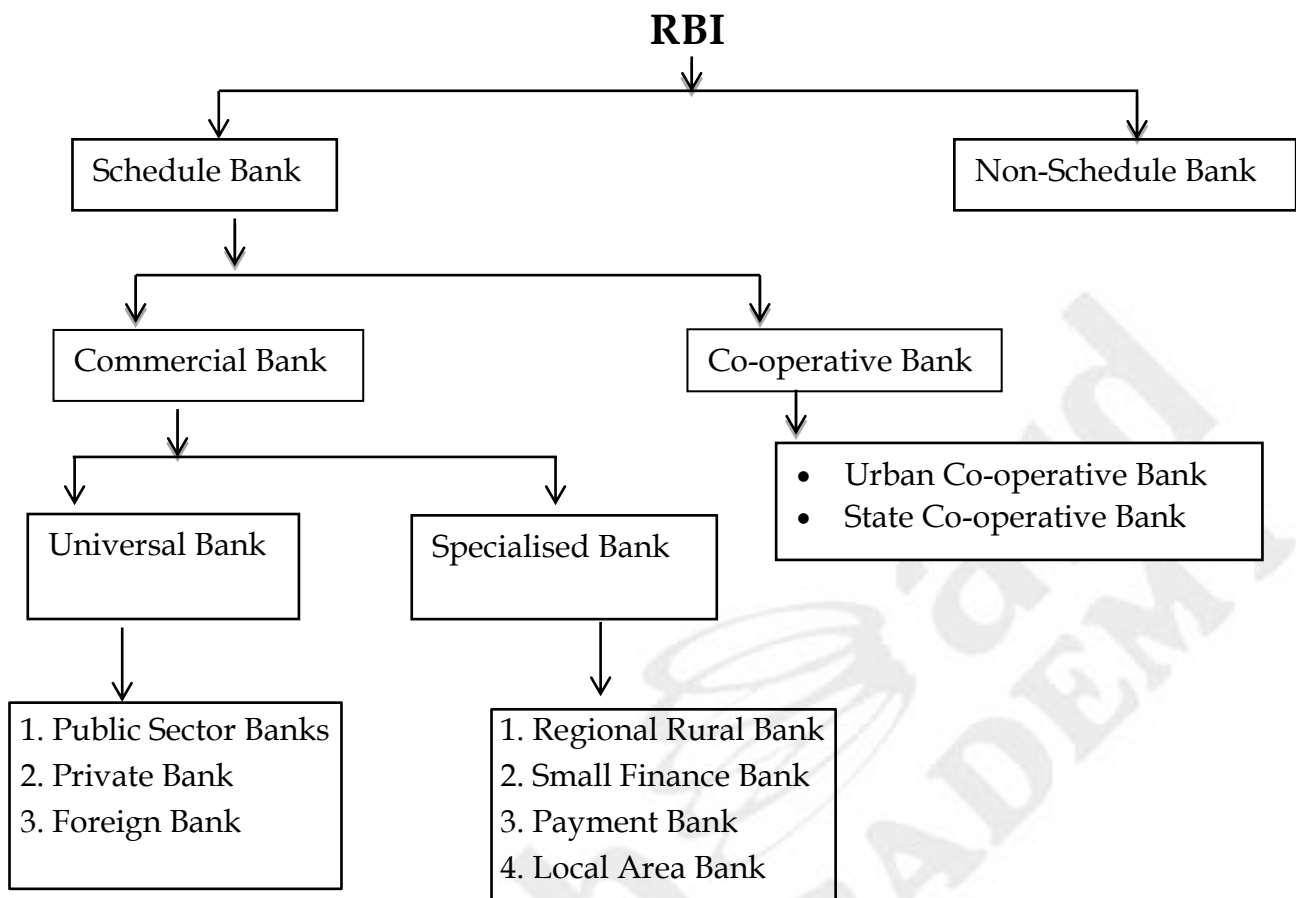 RBI
Schedule Bank
Non-Schedule Bank
Commercial Bank
Co-operative Bank
• Urban Co-operative Bank
• State Co-operative Bank
Universal Bank
Specialised Bank
1. Public Sector Banks
2. Private Bank
3. Foreign Bank
1. Regional Rural Bank
2. Small Finance Bank
3. Payment Bank
4. Local Area Bank